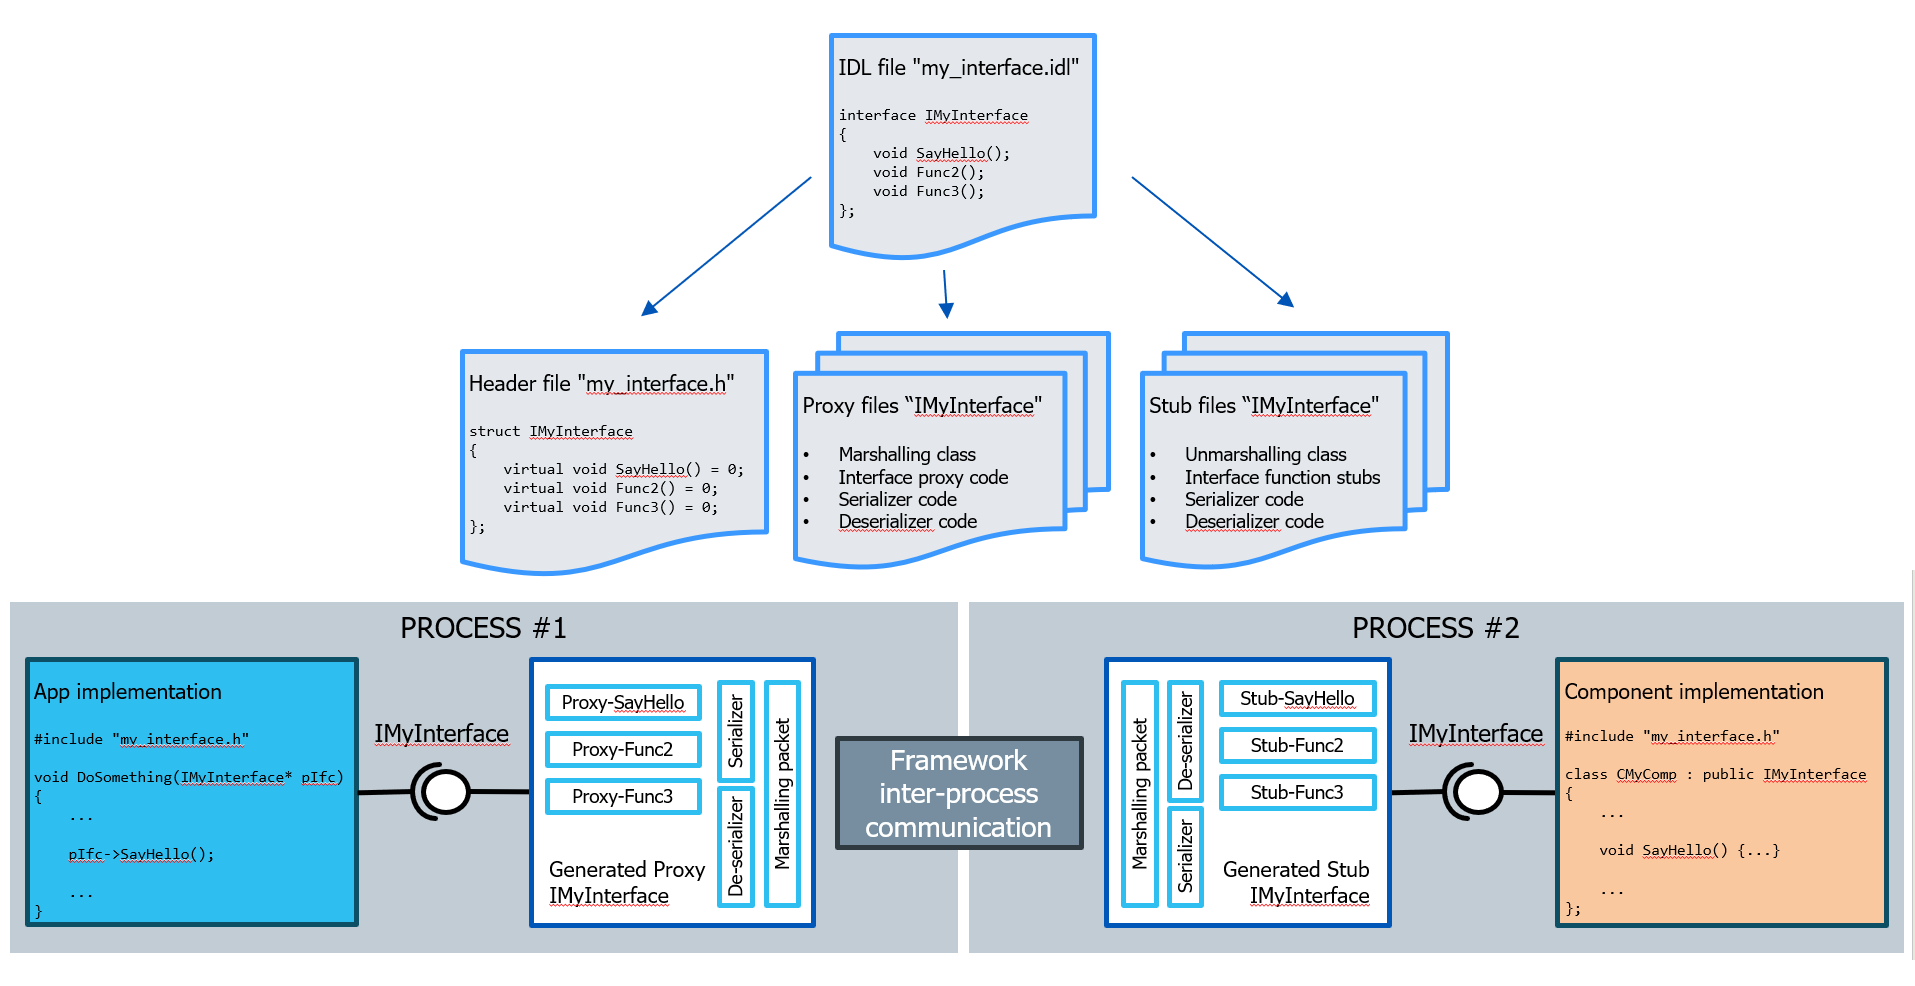 IDL file "my_interface.idl"
interface IMyInterface
{
void SayHello();
void Func2();
void Func3();
};
Header file "my_interface.h"
struct IMyInterface
{
virtual void SayHello() = 0;
virtual void Func2() = 0;
virtual void Func3() = 0;
};
Proxy files “IMyInterface"
• Marshalling class
• Interface proxy code
• Serializer code
• Deserializer code
Stub files “IMyInterface"
• Unmarshalling class
• Interface function stubs
• Serializer code
• Deserializer code
PROCESS #1
App implementation
#include "my_interface.h"
void DoSomething(IMyInterface* pIfc)
{
...
pIfc->SayHello();
...
}
IMyInterface
Proxy-SayHello
Proxy-Func2
Proxy-Func3
Serializer
De-serializer
Marshalling packet
Generated Proxy
IMyInterface
Framework
inter-process
communication
PROCESS #2
Marshalling packet
De-serializer
Serializer
Stub-SayHello
Stub-Func2
Stub-Func3
Generated Stub
IMyInterface
IMyInterface
Component implementation
#include "my_interface.h"
class CMyComp : public IMyInterface
{
...
void SayHello() {...}
...
};